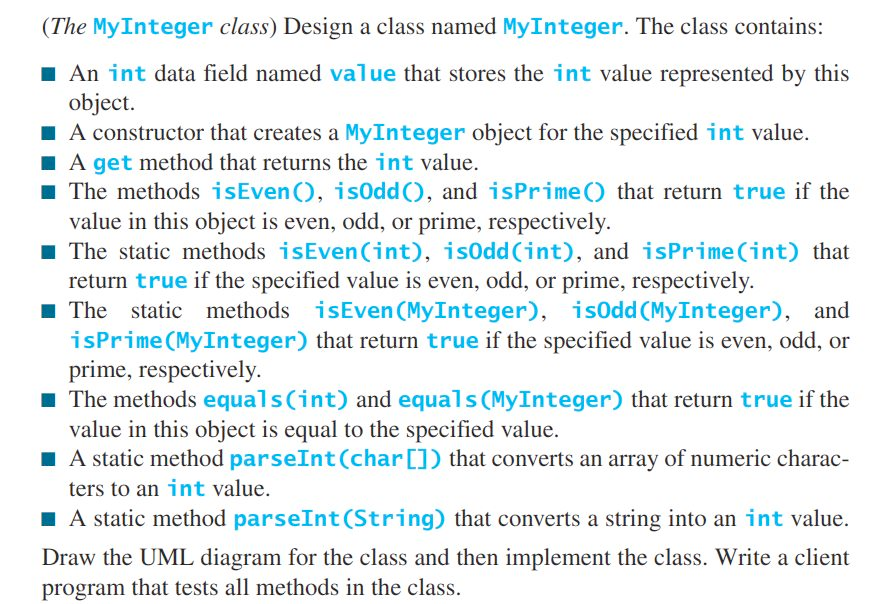 (The MyInteger class) Design a class named MyInteger. The class contains:
■ An int data field named value that stores the int value represented by this
object.
■ A constructor that creates a MyInteger object for the specified int value.
■ A get method that returns the int value.
■ The methods isEven(), isOdd(), and isPrime() that return true if the
value in this object is even, odd, or prime, respectively.
■ The static methods isEven(int), isOdd(int), and isPrime(int) that
return true if the specified value is even, odd, or prime, respectively.
■ The static methods isEven(MyInteger), isOdd(MyInteger), and
isPrime(MyInteger) that return true if the specified value is even, odd, or
prime, respectively.
■ The methods equals(int) and equals(MyInteger) that return true if the
value in this object is equal to the specified value.
■ A static method parseInt(char[]) that converts an array of numeric charac-
ters to an int value.
■ A static method parseInt(String) that converts a string into an int value.
Draw the UML diagram for the class and then implement the class. Write a client
program that tests all methods in the class.